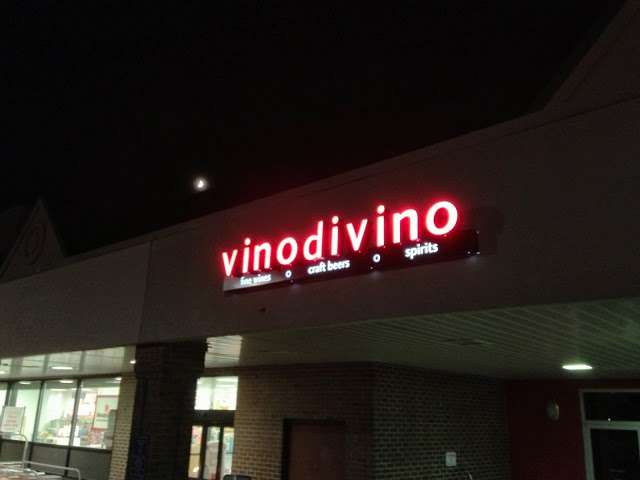 vinodivino
fine wines o craft beers o spirits